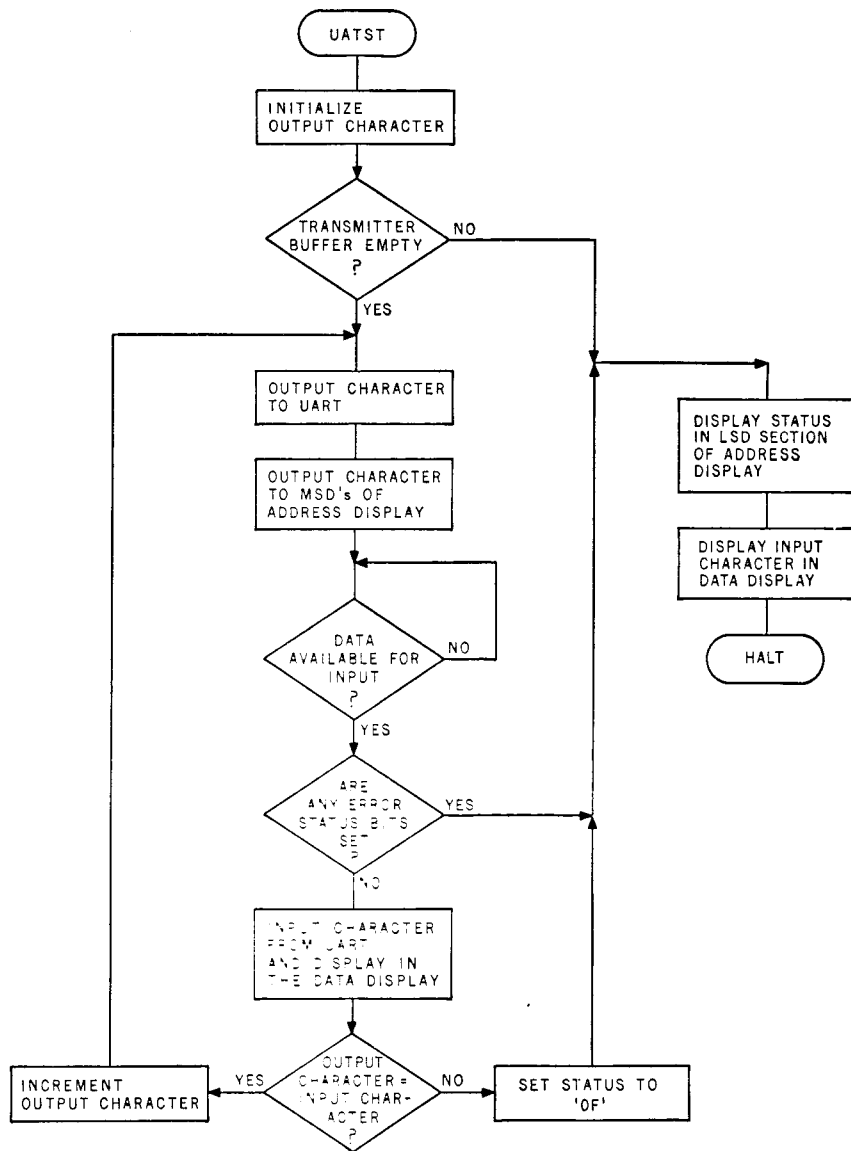 UATST
INITIALIZE
OUTPUT CHARACTER
TRANSMITTER
BUFFER EMPTY
?
NO
YES
OUTPUT CHARACTER
TO UART
OUTPUT CHARACTER
TO MSD's OF
ADDRESS DISPLAY
DISPLAY STATUS
IN LSD SECTION
OF ADDRESS
DISPLAY
DISPLAY INPUT
CHARACTER IN
DATA DISPLAY
HALT
DATA
AVAILABLE FOR
INPUT
?
NO
YES
ARE
ANY ERROR
STATUS BITS
SET
?
YES
NO
INPUT CHARACTER
FROM UART
AND DISPLAY IN
THE DATA DISPLAY
OUTPUT
CHARACTER =
INPUT CHAR-
ACTER
?
YES
NO
INCREMENT
OUTPUT CHARACTER
SET STATUS TO
'OF'